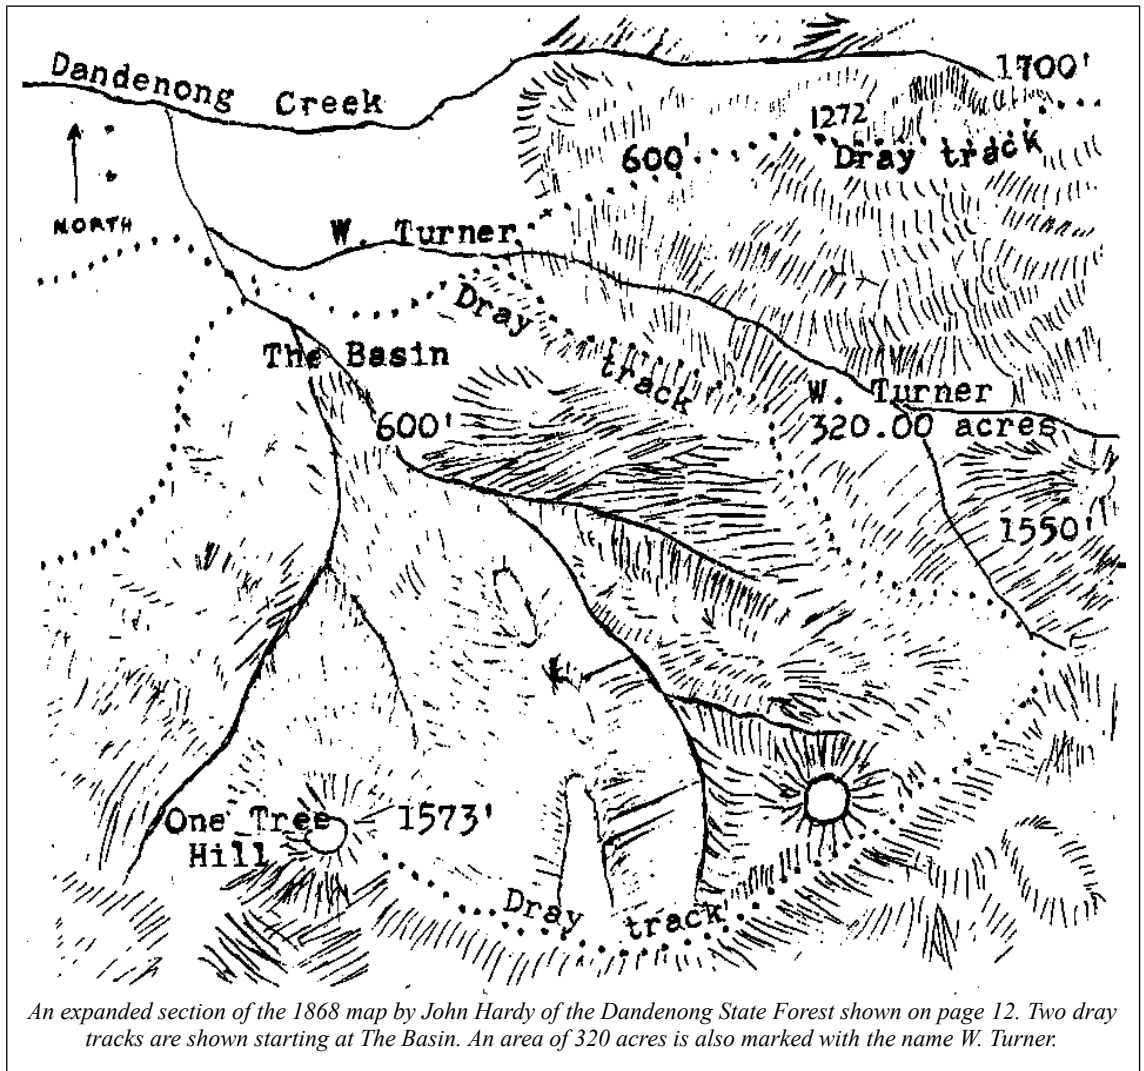 Dandenong Creek
1700'
1272
600'
Dray track
NORTH
W. Turner
Dray track
The Basin
600'
W. Turner
320.00 acres
1550'
One Tree
Hill
1573'
Dray track
An expanded section of the 1868 map by John Hardy of the Dandenong State Forest shown on page 12. Two dray
tracks are shown starting at The Basin. An area of 320 acres is also marked with the name W. Turner.